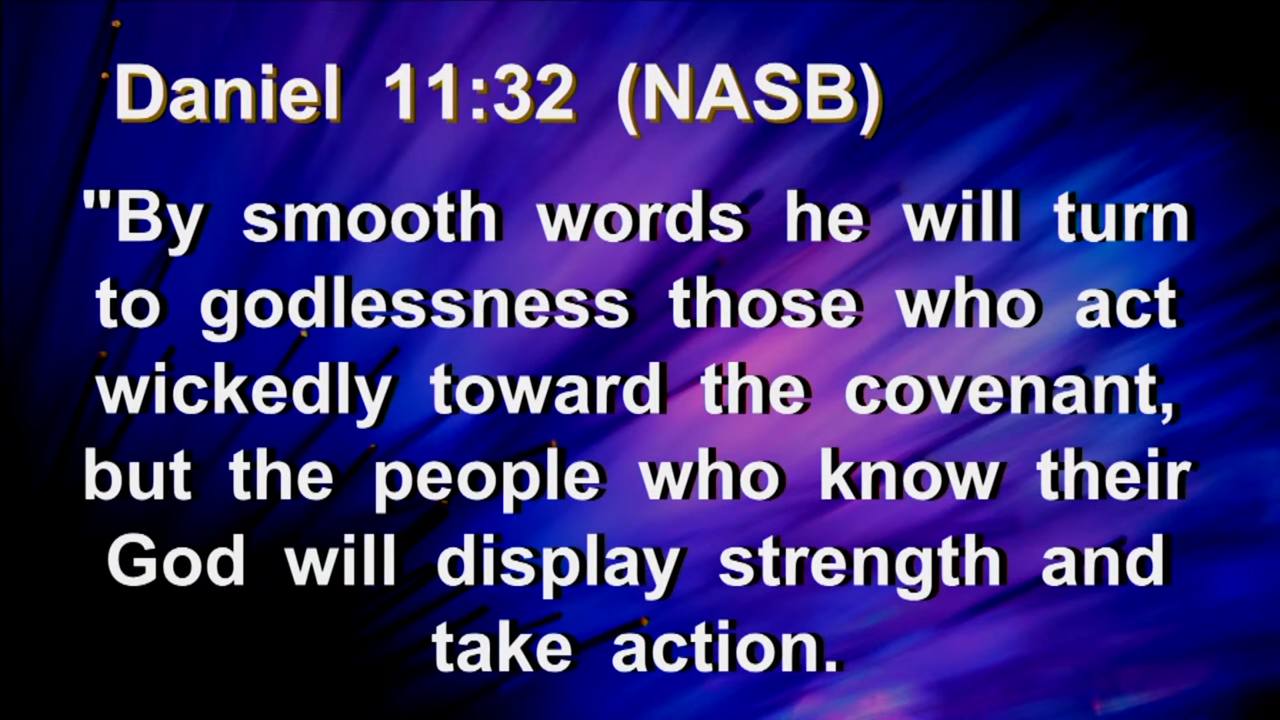 Daniel 11:32 (NASB)
"By smooth words he will turn
to godlessness those who act
wickedly toward the covenant,
but the people who know their
God will display strength and
take action.